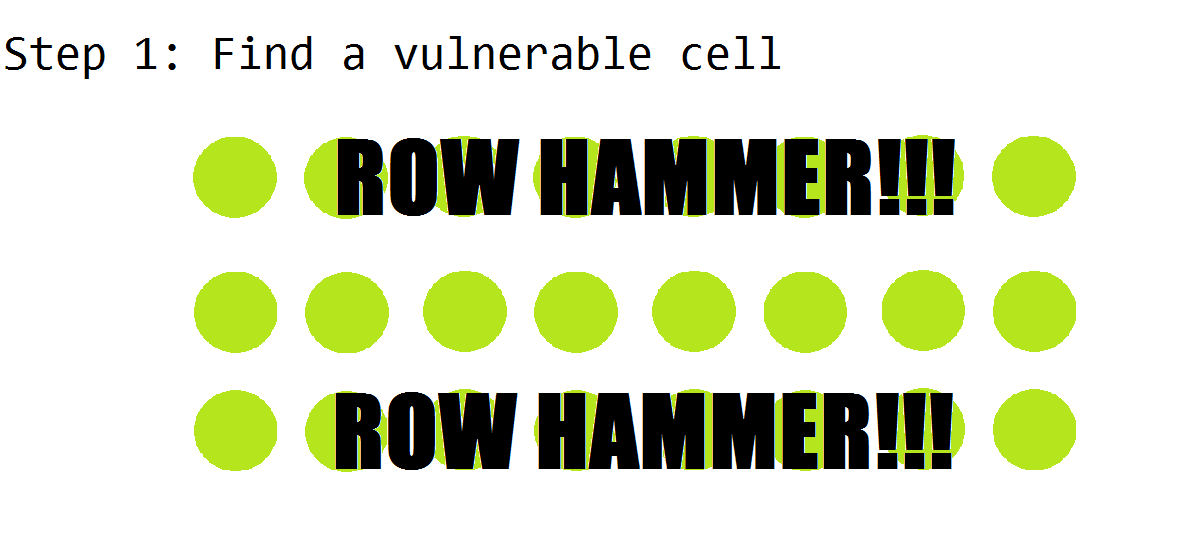 Step 1: Find a vulnerable cell
ROW HAMMER!!!
ROW HAMMER!!!